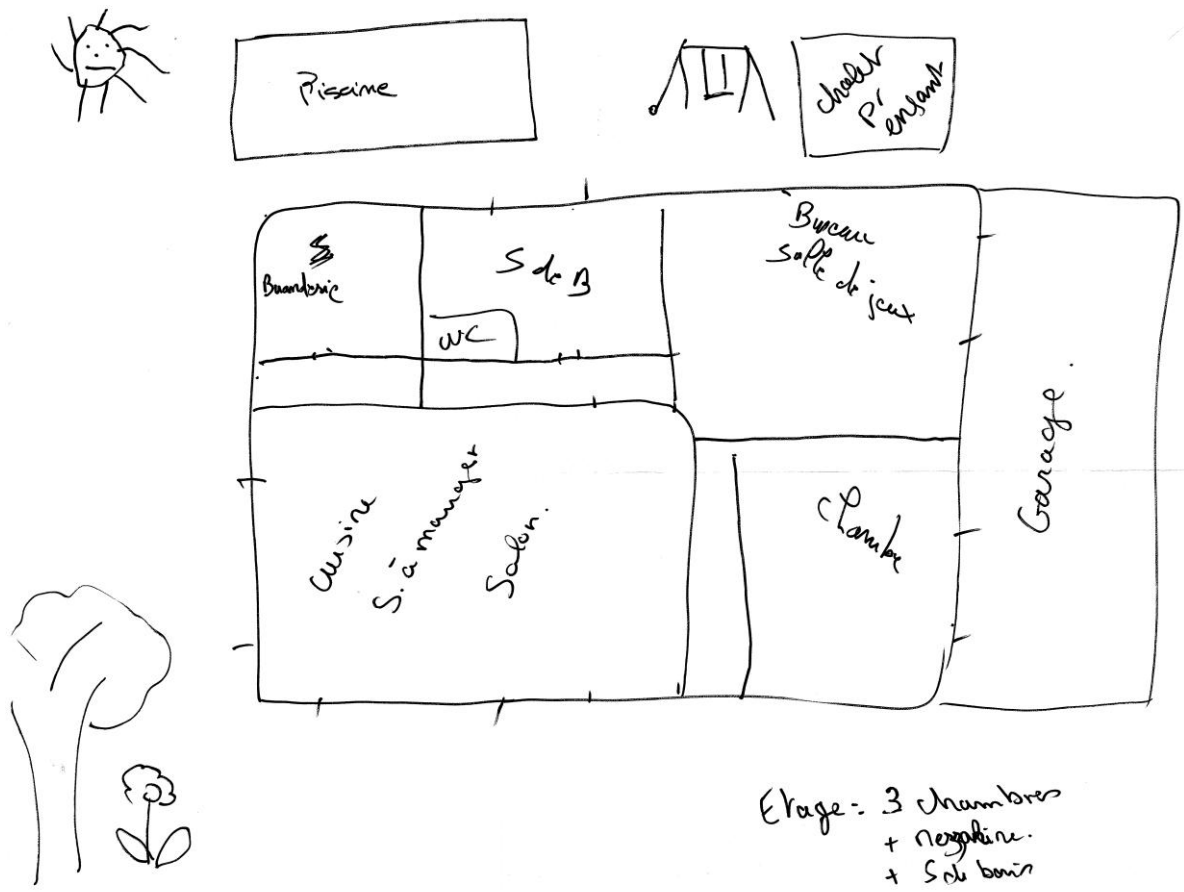 Piscine
chalet
pr
enfant
Buanderie
S de B
WC
Bureau
Salle de jeux
Cuisine
S. à manger
Salon.
Chambre
Garage.
Etage = 3 chambres
+ mezzanine.
+ S de bain